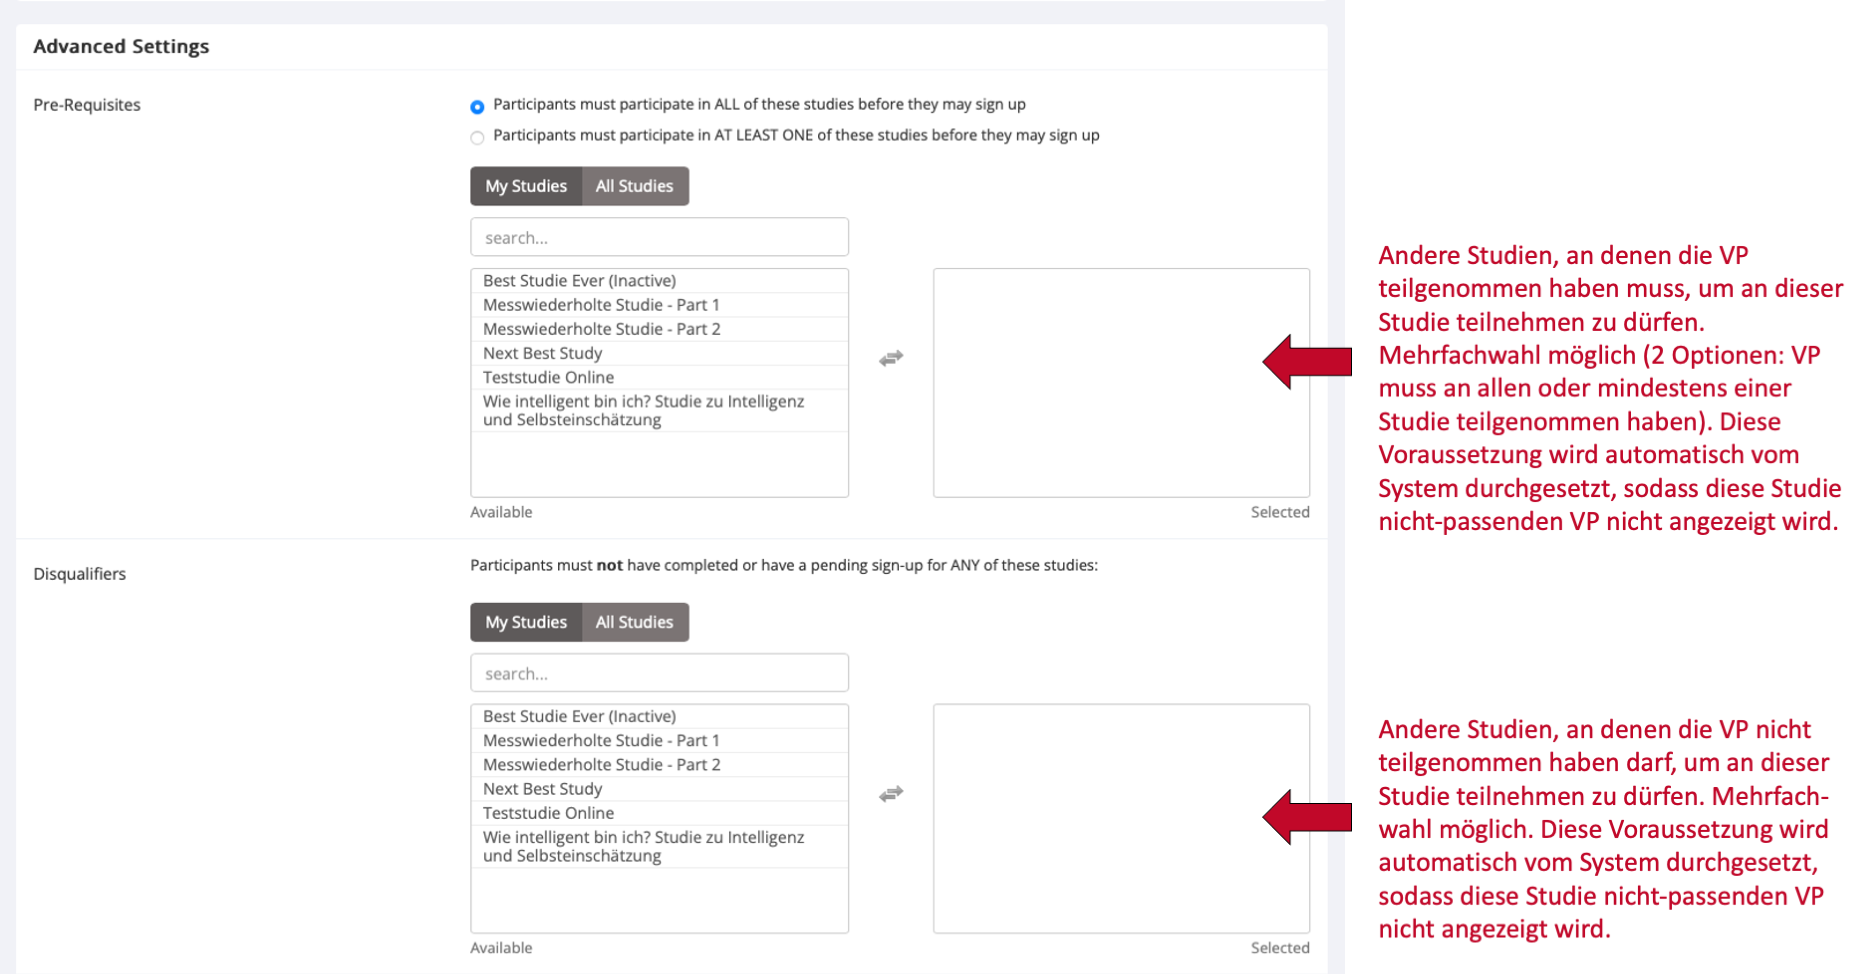 Advanced Settings
Pre-Requisites
Participants must participate in ALL of these studies before they may sign up
Participants must participate in AT LEAST ONE of these studies before they may sign up
My Studies All Studies
search...
Best Studie Ever (Inactive)
Messwiederholte Studie - Part 1
Messwiederholte Studie - Part 2
Next Best Study
Teststudie Online
Wie intelligent bin ich? Studie zu Intelligenz
und Selbsteinschätzung
Available
Selected
Andere Studien, an denen die VP
teilgenommen haben muss, um an dieser
Studie teilnehmen zu dürfen.
Mehrfachwahl möglich (2 Optionen: VP
muss an allen oder mindestens einer
Studie teilgenommen haben). Diese
Voraussetzung wird automatisch vom
System durchgesetzt, sodass diese Studie
nicht-passenden VP nicht angezeigt wird.
Disqualifiers
Participants must not have completed or have a pending sign-up for ANY of these studies:
My Studies All Studies
search...
Best Studie Ever (Inactive)
Messwiederholte Studie - Part 1
Messwiederholte Studie - Part 2
Next Best Study
Teststudie Online
Wie intelligent bin ich? Studie zu Intelligenz
und Selbsteinschätzung
Available
Selected
Andere Studien, an denen die VP nicht
teilgenommen haben darf, um an dieser
Studie teilnehmen zu dürfen. Mehrfach-
wahl möglich. Diese Voraussetzung wird
automatisch vom System durchgesetzt,
sodass diese Studie nicht-passenden VP
nicht angezeigt wird.